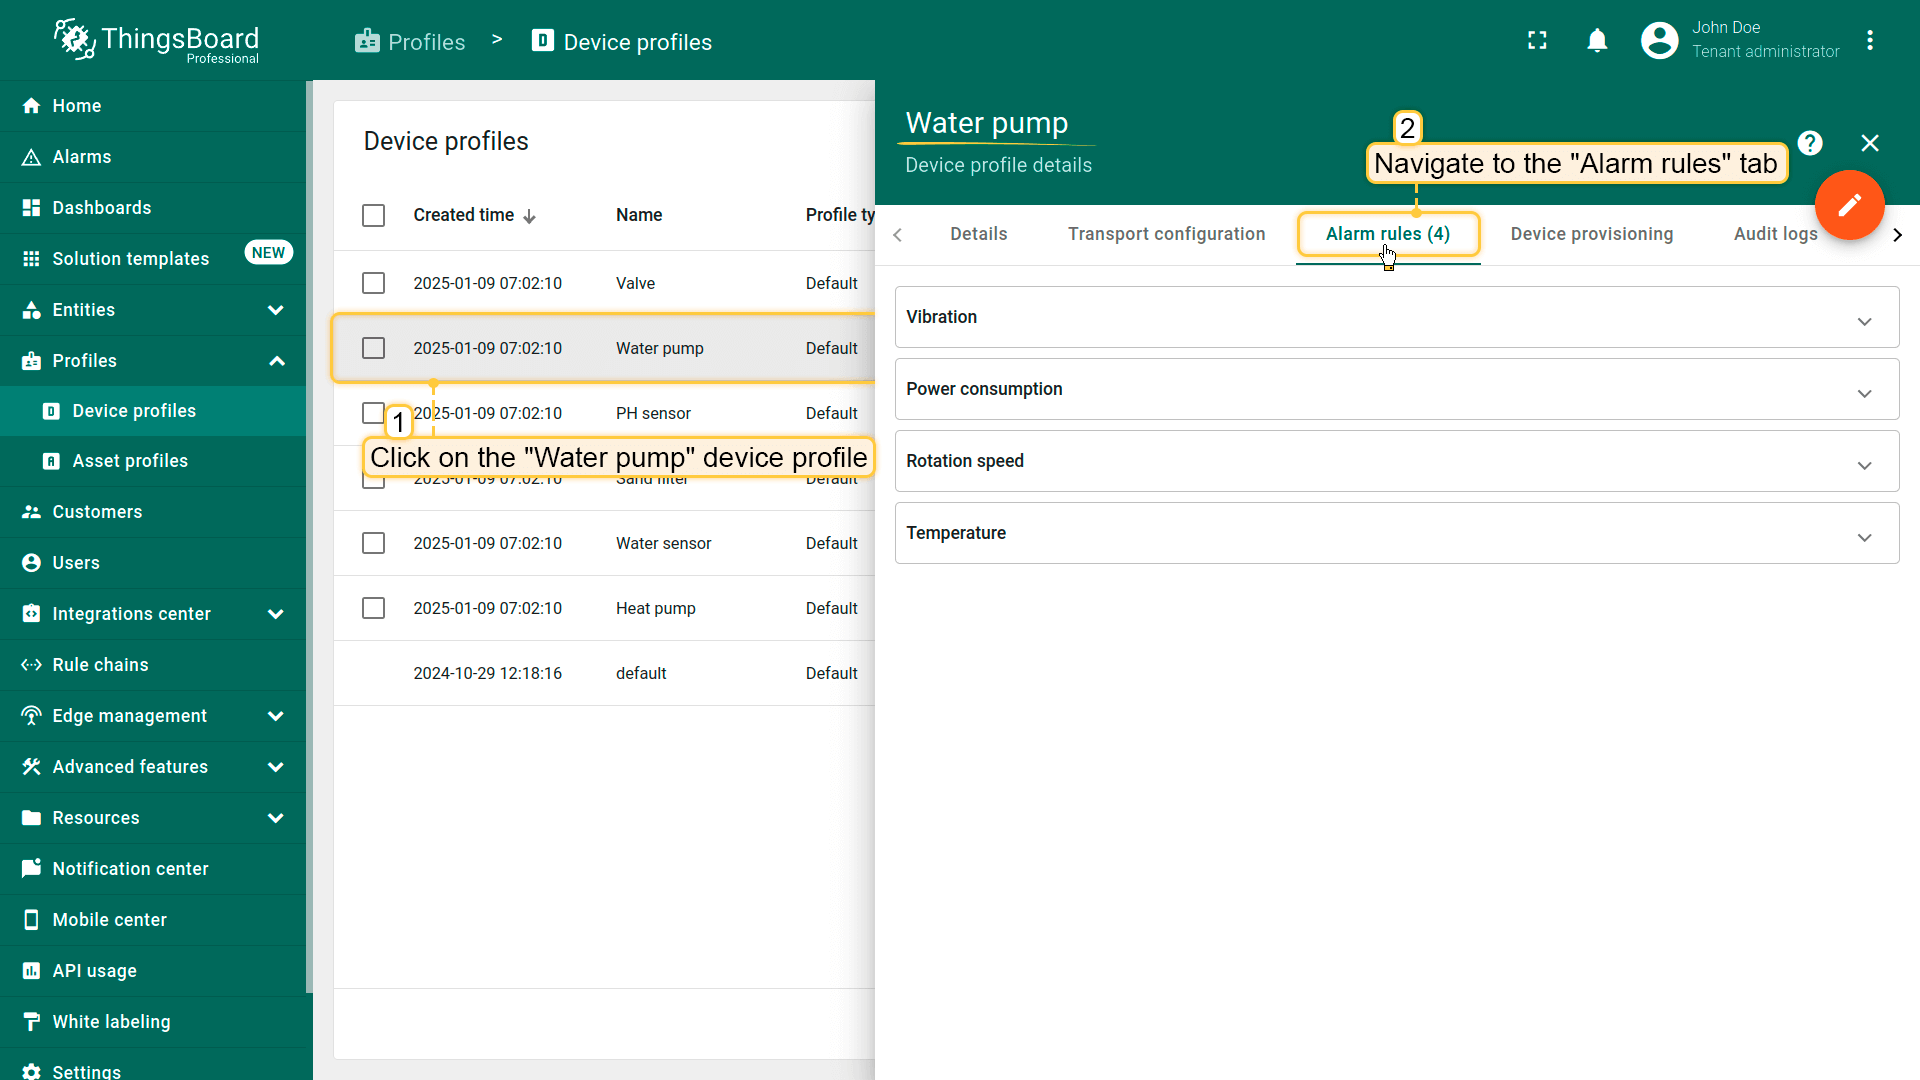 ThingsBoard
Professional
Profiles > Device profiles
John Doe
Tenant administrator
Home
Alarms
Dashboards
Solution templates NEW
Entities
Profiles
Device profiles
Asset profiles
Customers
Users
Integrations center
Rule chains
Edge management
Advanced features
Resources
Notification center
Mobile center
API usage
White labeling
Settings
Device profiles
Created time Name Profile ty
2025-01-09 07:02:10 Valve Default
2025-01-09 07:02:10 Water pump Default
2025-01-09 07:02:10 PH sensor Default
1
Click on the "Water pump" device profile
2025-01-09 07:02:10 Sand filter Default
2025-01-09 07:02:10 Water sensor Default
2025-01-09 07:02:10 Heat pump Default
2024-10-29 12:18:16 default Default
Water pump
Device profile details
2
Navigate to the "Alarm rules" tab
Details Transport configuration Alarm rules (4) Device provisioning Audit logs
Vibration
Power consumption
Rotation speed
Temperature